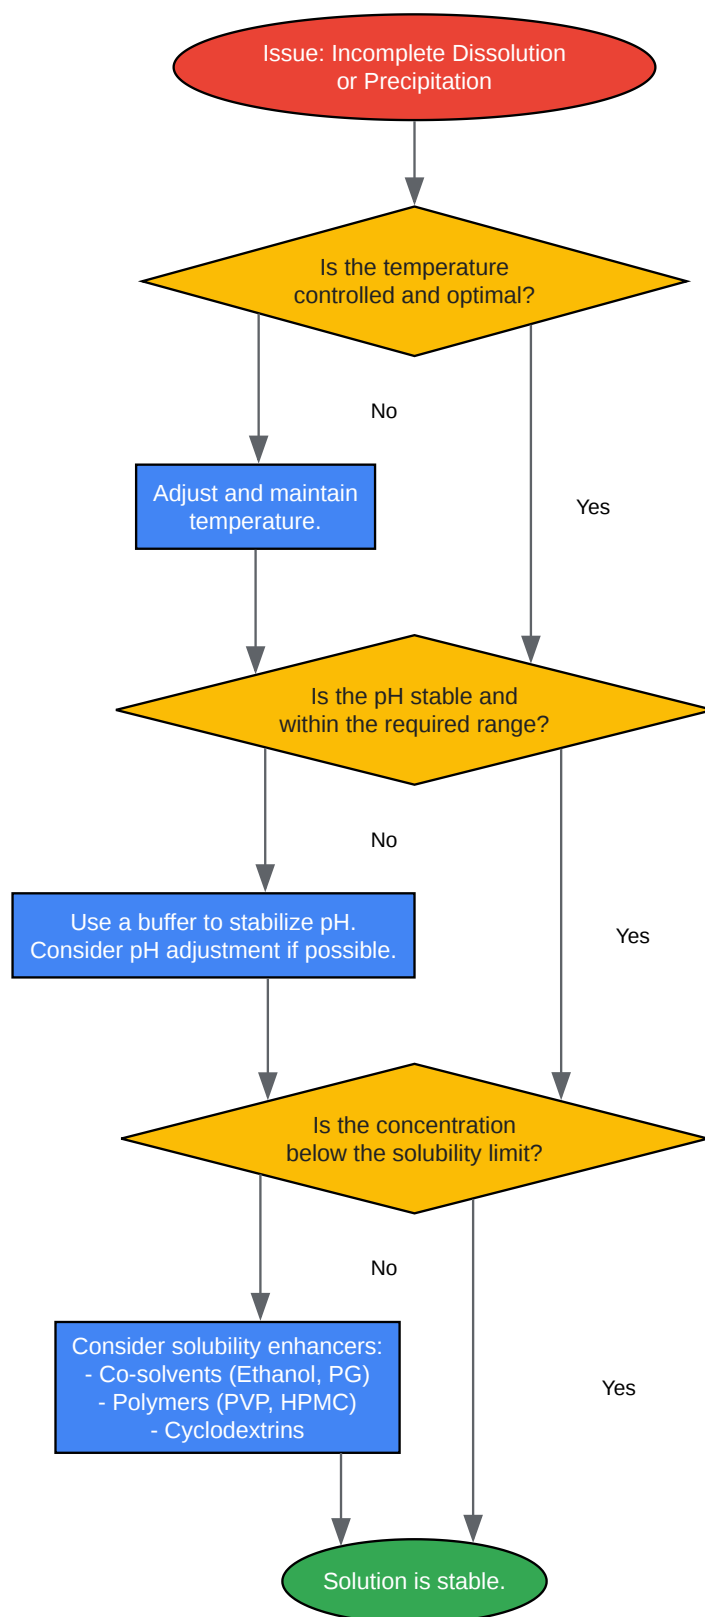 Issue: Incomplete Dissolution
or Precipitation
Is the temperature
controlled and optimal?
No
Adjust and maintain
temperature.
Yes
Is the pH stable and
within the required range?
No
Use a buffer to stabilize pH.
Consider pH adjustment if possible.
Yes
Is the concentration
below the solubility limit?
No
Consider solubility enhancers:
- Co-solvents (Ethanol, PG)
- Polymers (PVP, HPMC)
- Cyclodextrins
Yes
Solution is stable.